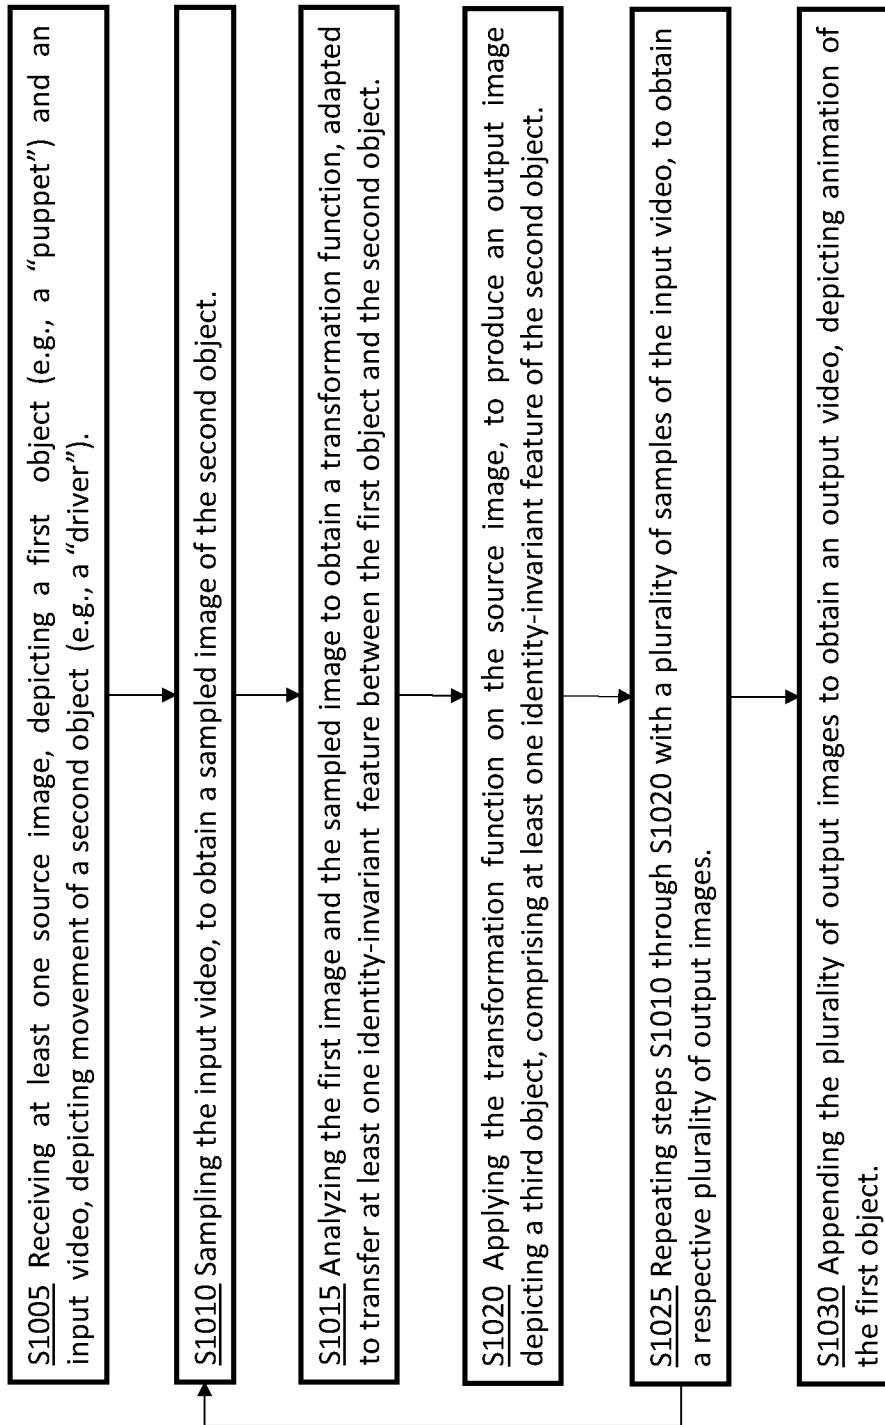 S1005 Receiving at least one source image, depicting a first object (e.g., a “puppet”) and an
input video, depicting movement of a second object (e.g., a “driver”).
S1010 Sampling the input video, to obtain a sampled image of the second object.
S1015 Analyzing the first image and the sampled image to obtain a transformation function, adapted
to transfer at least one identity-invariant feature between the first object and the second object.
S1020 Applying the transformation function on the source image, to produce an output image
depicting a third object, comprising at least one identity-invariant feature of the second object.
S1025 Repeating steps S1010 through S1020 with a plurality of samples of the input video, to obtain
a respective plurality of output images.
S1030 Appending the plurality of output images to obtain an output video, depicting animation of
the first object.